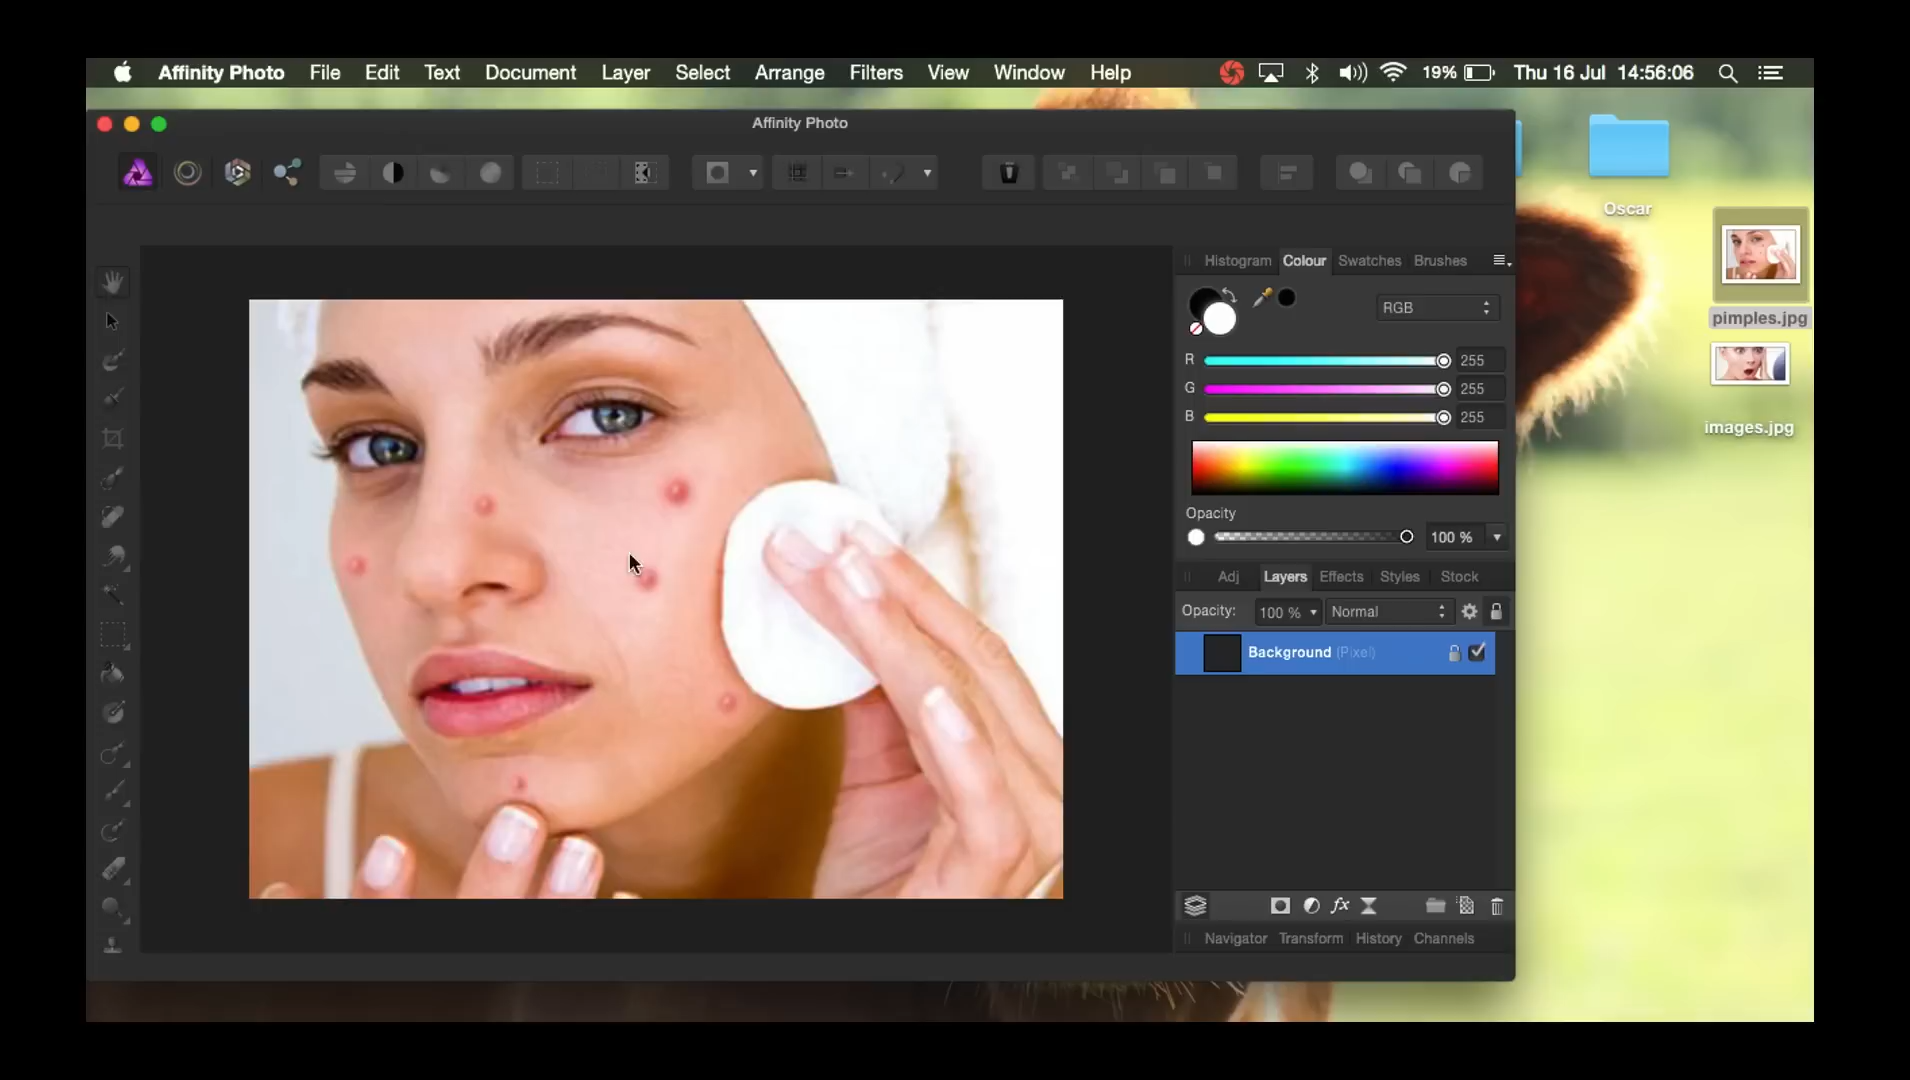 Affinity Photo File Edit Text Document Layer Select Arrange Filters View Window Help 19% Thu 16 Jul 14:56:06
Affinity Photo
Oscar
pimples.jpg
images.jpg
Histogram Colour Swatches Brushes
RGB
R 255
G 255
B 255
Opacity
100 %
Adj Layers Effects Styles Stock
Opacity: 100 % Normal
Background (Pixel)
fx
Navigator Transform History Channels